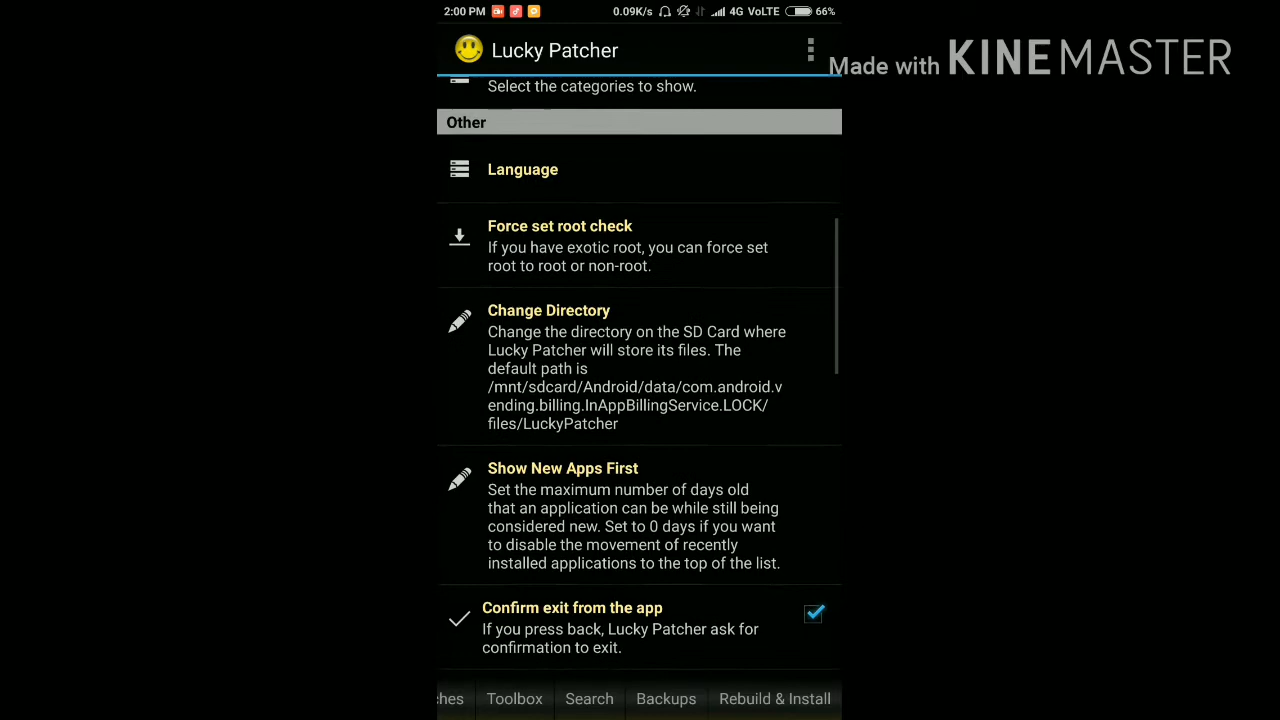 2:00 PM 0.09K/s 4G VoLTE 66%
Lucky Patcher
Made with KINEMASTER
Select the categories to show.
Other
Language
Force set root check
If you have exotic root, you can force set
root to root or non-root.
Change Directory
Change the directory on the SD Card where
Lucky Patcher will store its files. The
default path is
/mnt/sdcard/Android/data/com.android.v
ending.billing.InAppBillingService.LOCK/
files/LuckyPatcher
Show New Apps First
Set the maximum number of days old
that an application can be while still being
considered new. Set to 0 days if you want
to disable the movement of recently
installed applications to the top of the list.
Confirm exit from the app
If you press back, Lucky Patcher ask for
confirmation to exit.
hes Toolbox Search Backups Rebuild & Install